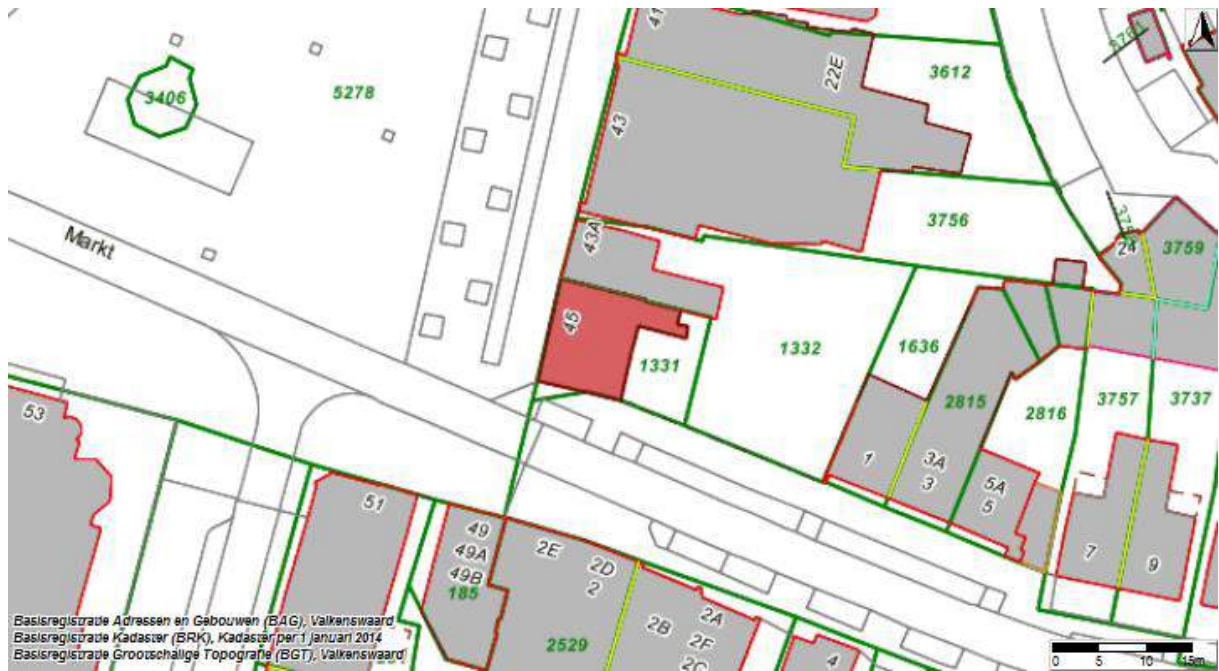 41
3761
22E
3612
3406
5278
43
3756
24
3759
43A
Markt
45
1331
1332
1636
2815
2816
3757
3737
53
1
3A
3
5A
5
51
49
49A
49B
185
2E
2D
2
7
9
2A
2B
2F
2C
2529
4
Basisregistratie Adressen en Gebouwen (BAG), Valkenswaard
Basisregistratie Kadaster (BRK), Kadaster per 1 januari 2014
Basisregistratie Grootschalige Topografie (BGT), Valkenswaard
0 5 10 15m